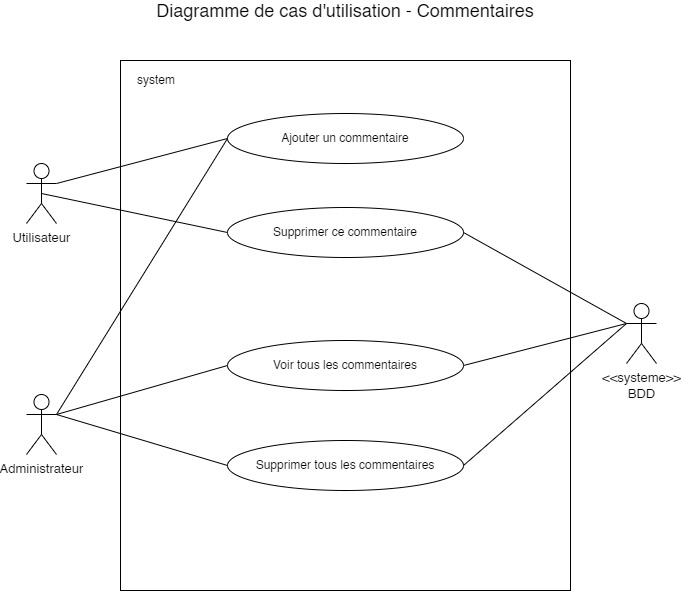 Diagramme de cas d'utilisation - Commentaires
system
Ajouter un commentaire
Utilisateur
Supprimer ce commentaire
Voir tous les commentaires
<<systeme>>
BDD
Administrateur
Supprimer tous les commentaires